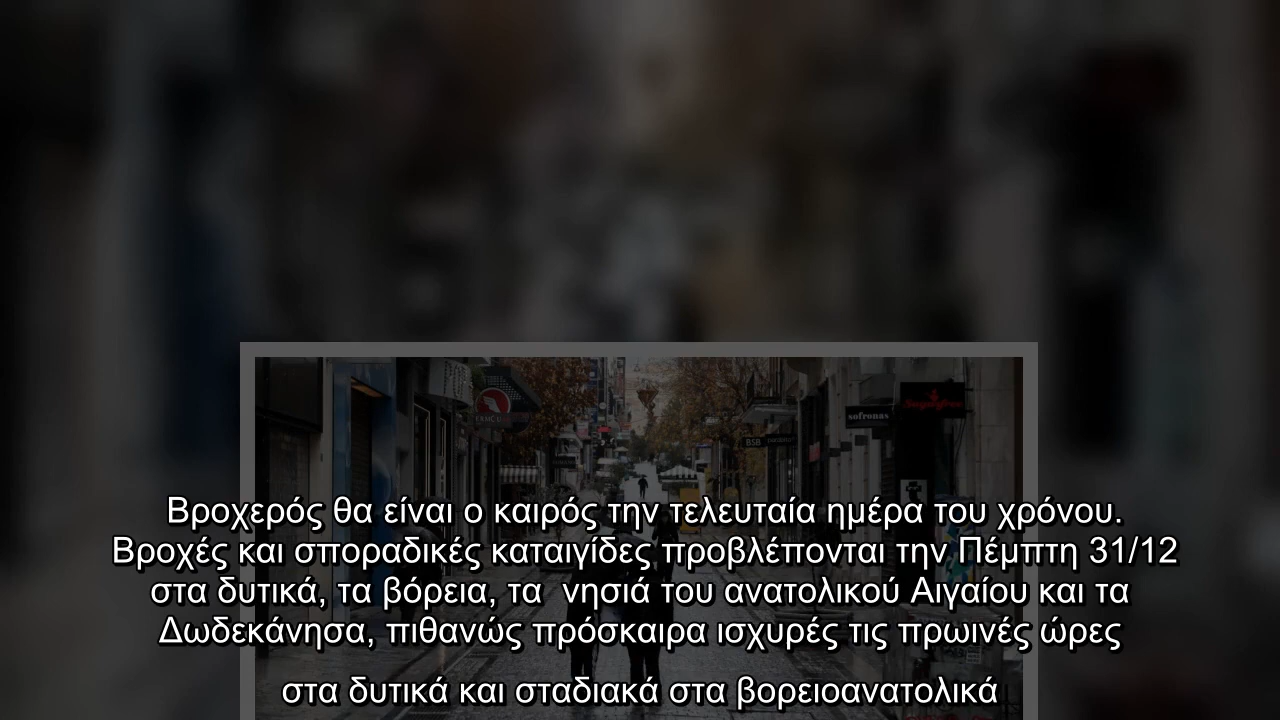 sofronas
BSB
Βροχερός θα είναι ο καιρός την τελευταία ημέρα του χρόνου.
Βροχές και σποραδικές καταιγίδες προβλέπονται την Πέμπτη 31/12
στα δυτικά, τα βόρεια, τα  νησιά του ανατολικού Αιγαίου και τα
Δωδεκάνησα, πιθανώς πρόσκαιρα ισχυρές τις πρωινές ώρες
στα δυτικά και σταδιακά στα βορειοανατολικά